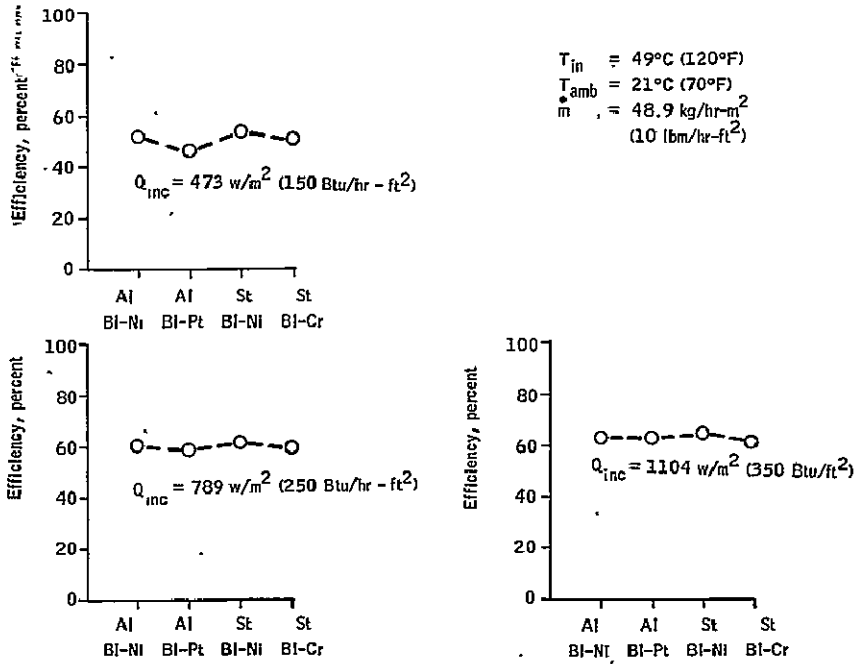 Efficiency, percent
100
80
60
40
20
0
Q_inc = 473 w/m² (150 Btu/hr - ft²)
Al Al St St
Bl-Ni Bl-Pt Bl-Ni Bl-Cr
T_in = 49°C (120°F)
T_amb = 21°C (70°F)
ṁ = 48.9 kg/hr-m²
(10 lbm/hr-ft²)
Efficiency, percent
100
80
60
40
20
0
Q_inc = 789 w/m² (250 Btu/hr - ft²)
Al Al St St
Bl-Ni Bl-Pt Bl-Ni Bl-Cr
Efficiency, percent
100
80
60
40
20
0
Q_inc = 1104 w/m² (350 Btu/ft²)
Al Al St St
Bl-Ni Bl-Pt Bl-Ni Bl-Cr